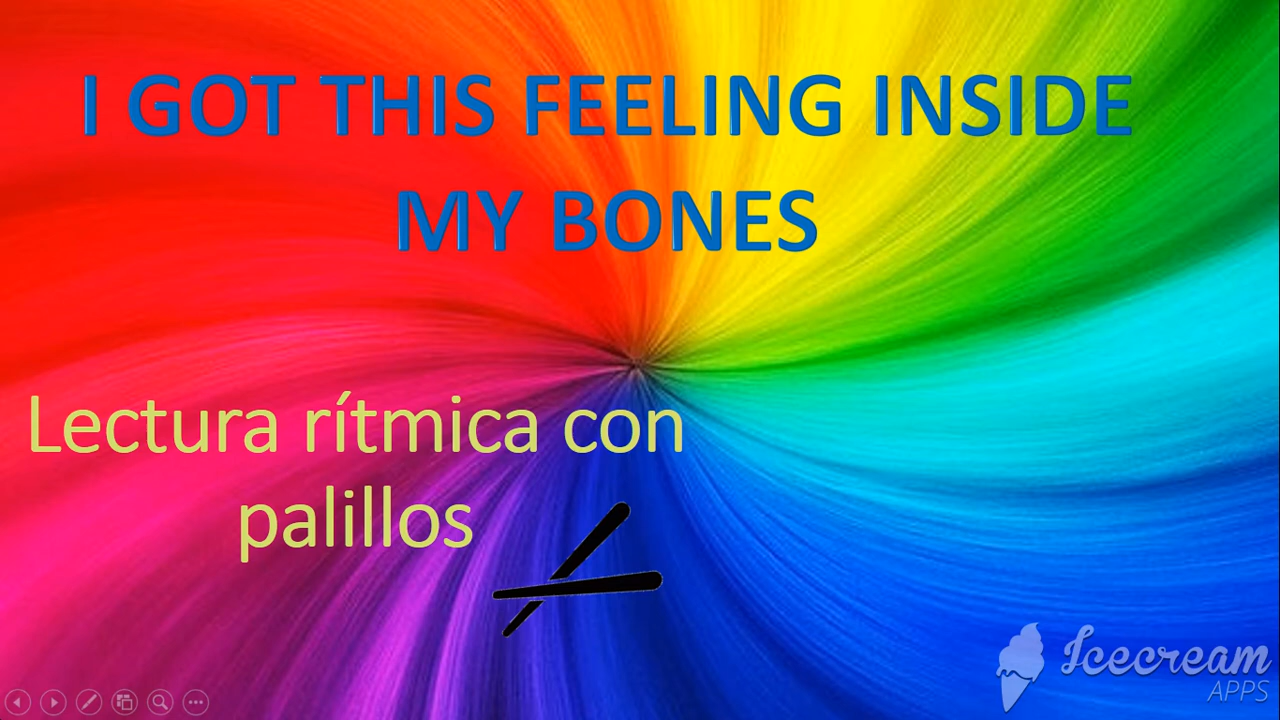 I GOT THIS FEELING INSIDE
MY BONES
Lectura rítmica con
palillos
Icecream
APPS